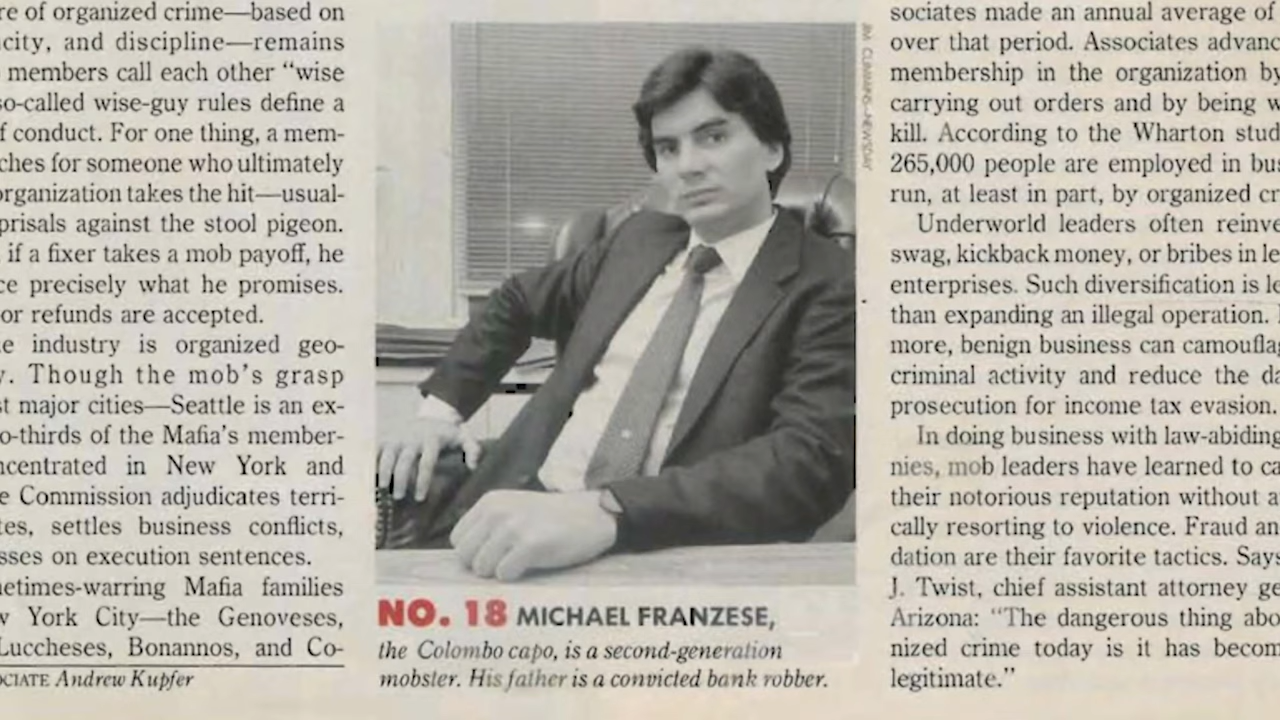 re of organized crime—based on
city, and discipline—remains
members call each other “wise
so-called wise-guy rules define a
f conduct. For one thing, a mem-
ches for someone who ultimately
organization takes the hit—usual-
prisals against the stool pigeon.
if a fixer takes a mob payoff, he
ce precisely what he promises.
or refunds are accepted.
e industry is organized geo-
y. Though the mob’s grasp
st major cities—Seattle is an ex-
o-thirds of the Mafia’s member-
ncentrated in New York and
e Commission adjudicates terri-
tes, settles business conflicts,
sses on execution sentences.
netimes-warring Mafia families
w York City—the Genoveses,
Luccheses, Bonannos, and Co-
OCIATE Andrew Kupfer
NEWSDAY
NO. 18 MICHAEL FRANZESE,
the Colombo capo, is a second-generation
mobster. His father is a convicted bank robber.
sociates made an annual average of
over that period. Associates advanc
membership in the organization by
carrying out orders and by being w
kill. According to the Wharton stud
265,000 people are employed in bus
run, at least in part, by organized cr
Underworld leaders often reinve
swag, kickback money, or bribes in le
enterprises. Such diversification is le
than expanding an illegal operation.
more, benign business can camouflag
criminal activity and reduce the da
prosecution for income tax evasion.
In doing business with law-abiding
nies, mob leaders have learned to ca
their notorious reputation without a
cally resorting to violence. Fraud an
dation are their favorite tactics. Says
J. Twist, chief assistant attorney ge
Arizona: “The dangerous thing abo
nized crime today is it has becom
legitimate.”